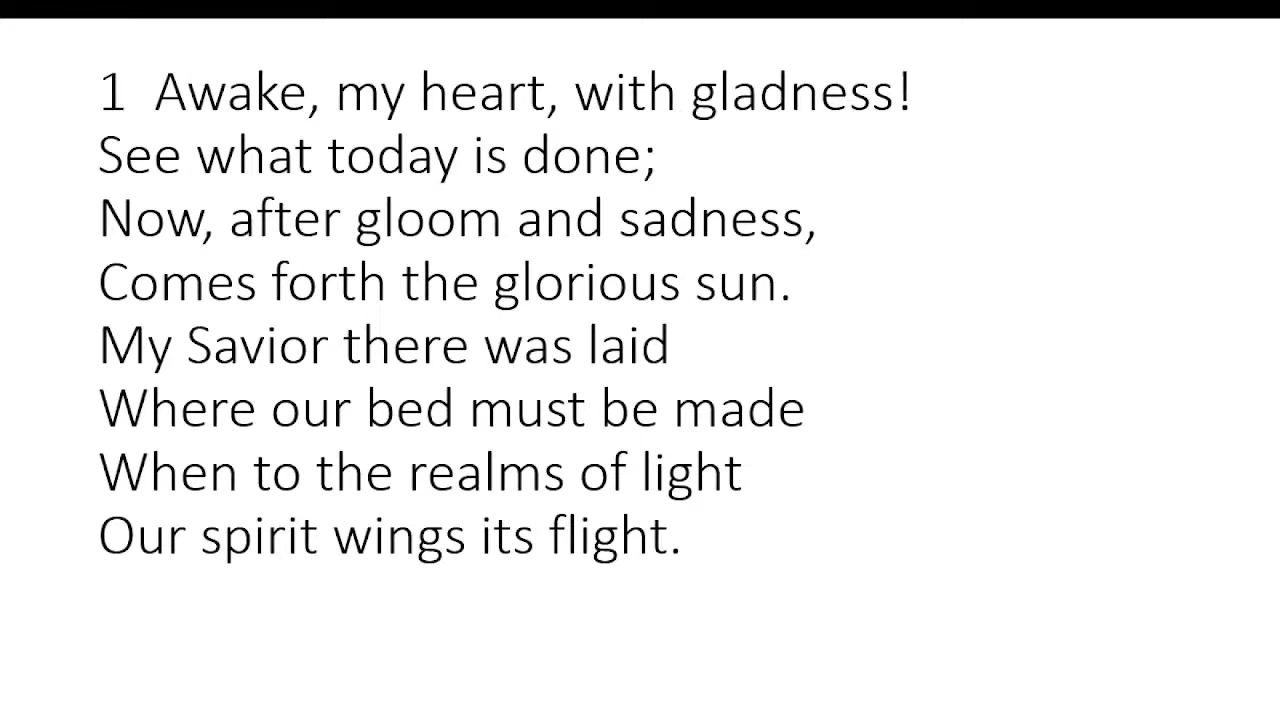 1 Awake, my heart, with gladness!
See what today is done;
Now, after gloom and sadness,
Comes forth the glorious sun.
My Savior there was laid
Where our bed must be made
When to the realms of light
Our spirit wings its flight.